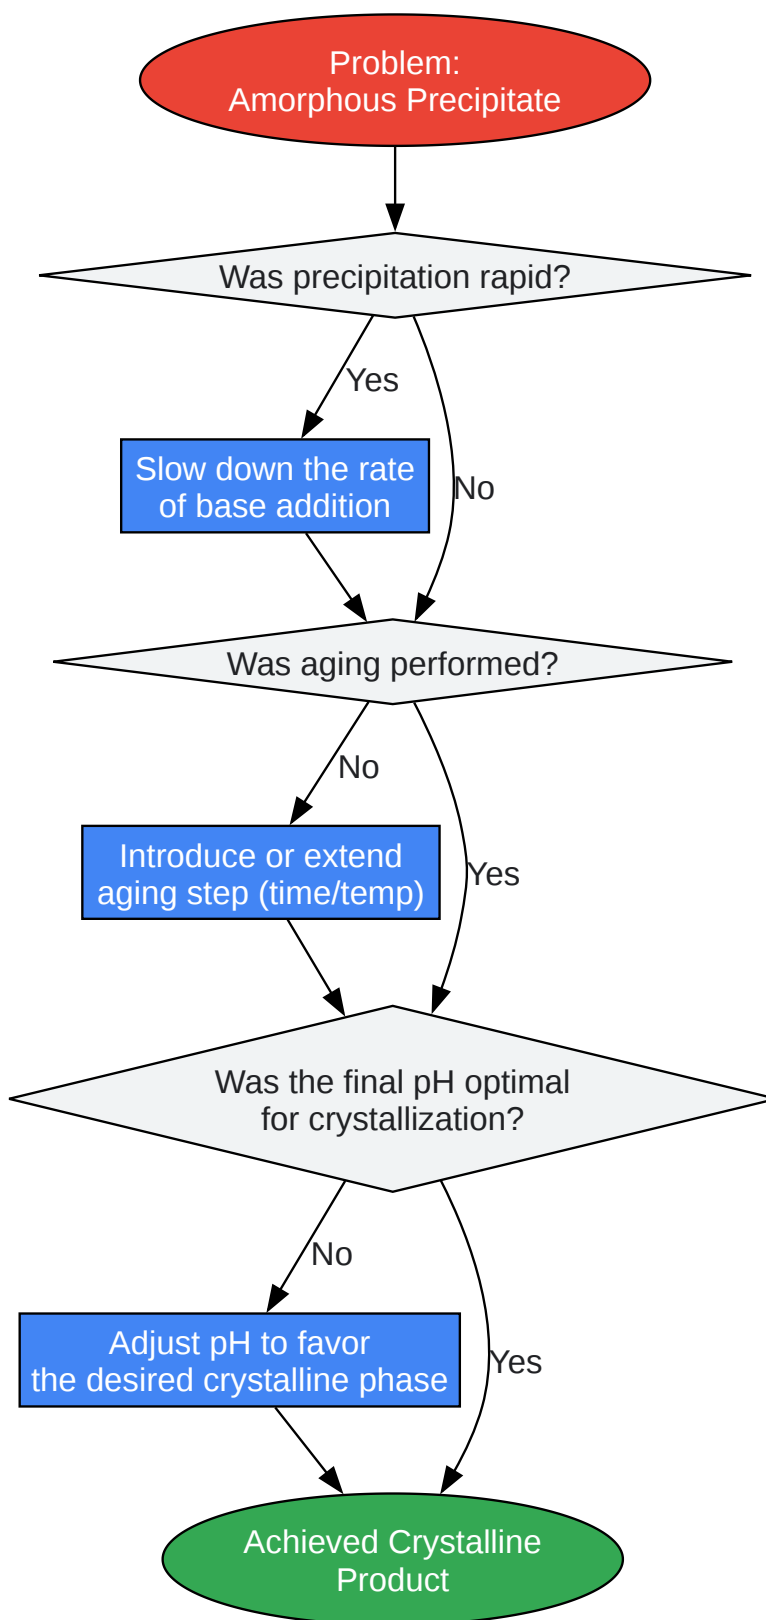 Problem:
Amorphous Precipitate
Was precipitation rapid?
Yes
Slow down the rate
of base addition
No
Was aging performed?
No
Introduce or extend
aging step (time/temp)
Yes
Was the final pH optimal
for crystallization?
No
Adjust pH to favor
the desired crystalline phase
Yes
Achieved Crystalline
Product